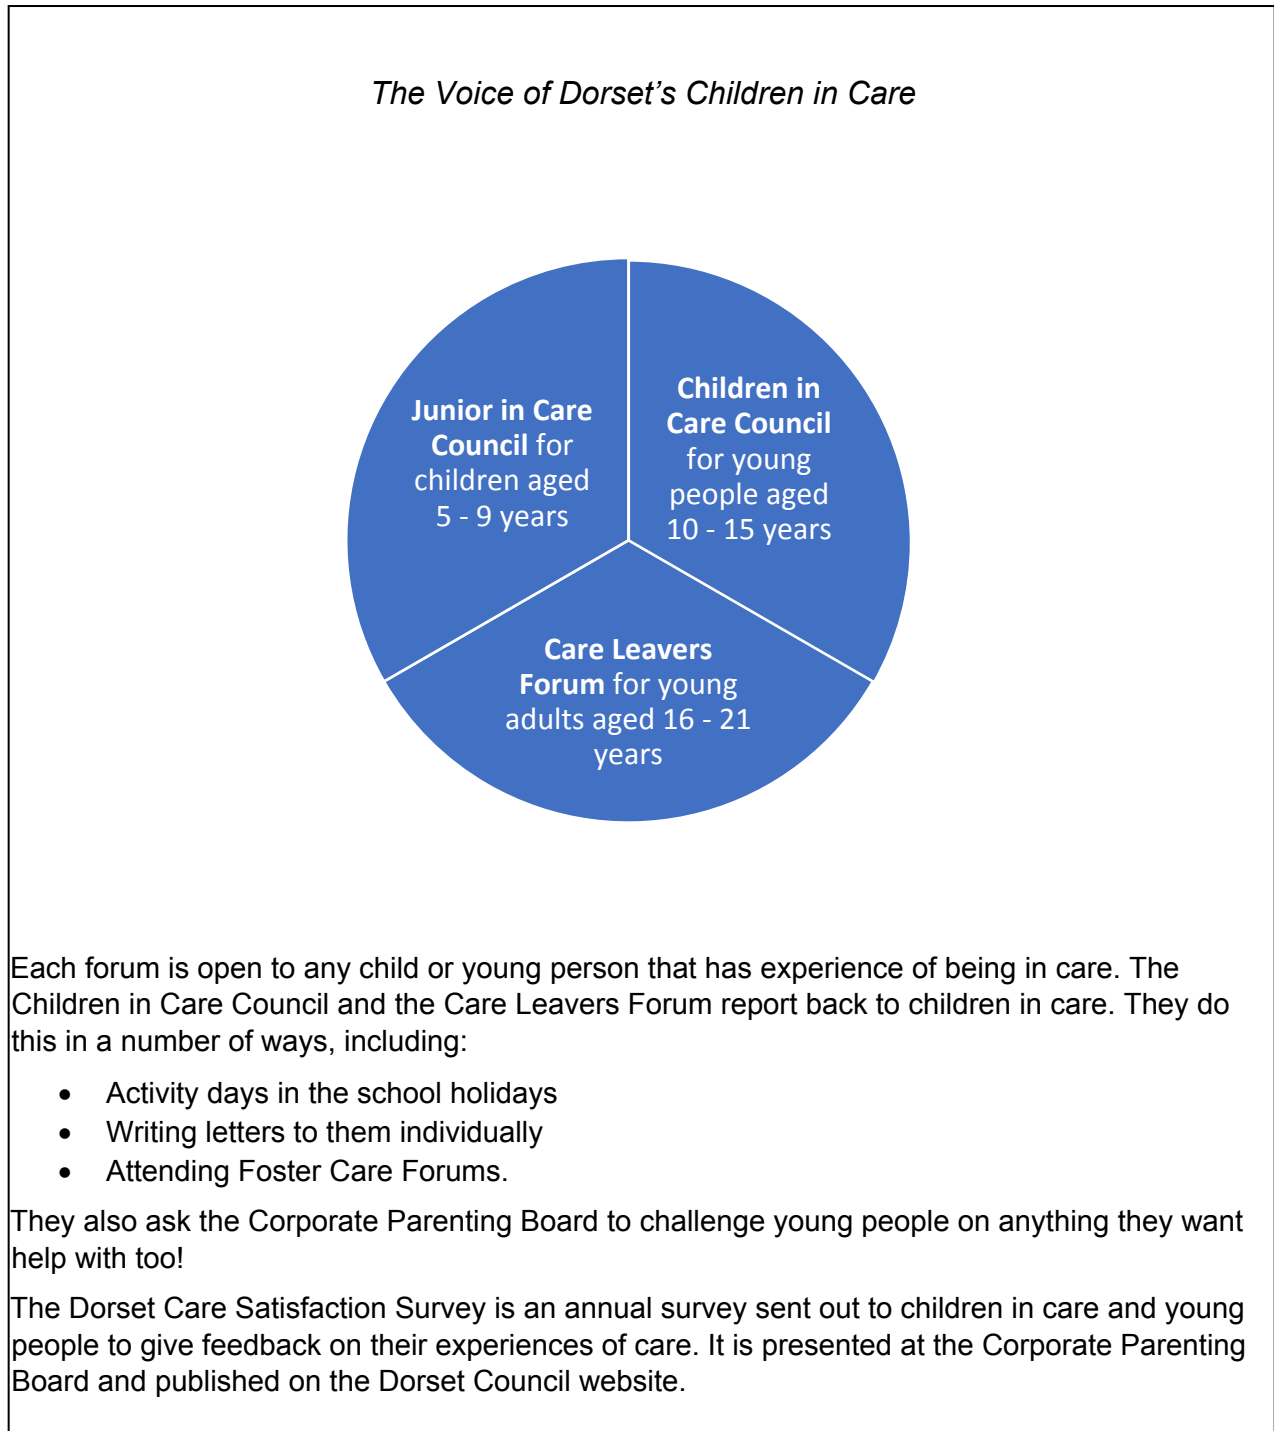 The Voice of Dorset’s Children in Care
Junior in Care
Council for
children aged
5 - 9 years
Children in
Care Council
for young
people aged
10 - 15 years
Care Leavers
Forum for young
adults aged 16 - 21
years
Each forum is open to any child or young person that has experience of being in care. The
Children in Care Council and the Care Leavers Forum report back to children in care. They do
this in a number of ways, including:
• Activity days in the school holidays
• Writing letters to them individually
• Attending Foster Care Forums.
They also ask the Corporate Parenting Board to challenge young people on anything they want
help with too!
The Dorset Care Satisfaction Survey is an annual survey sent out to children in care and young
people to give feedback on their experiences of care. It is presented at the Corporate Parenting
Board and published on the Dorset Council website.